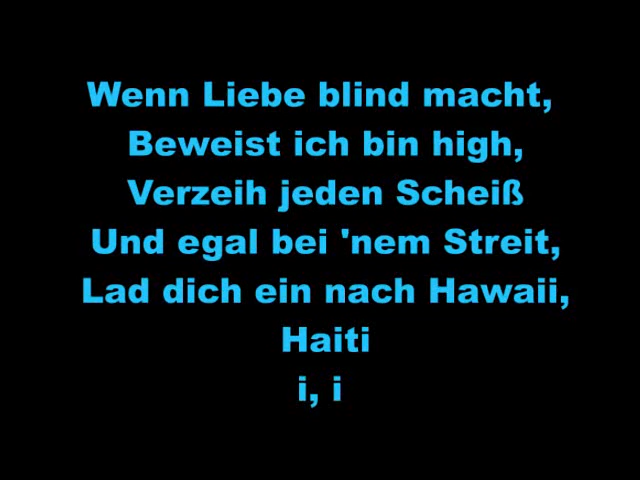 Wenn Liebe blind macht,
Beweist ich bin high,
Verzeih jeden Scheiß
Und egal bei 'nem Streit,
Lad dich ein nach Hawaii,
Haiti
i, i